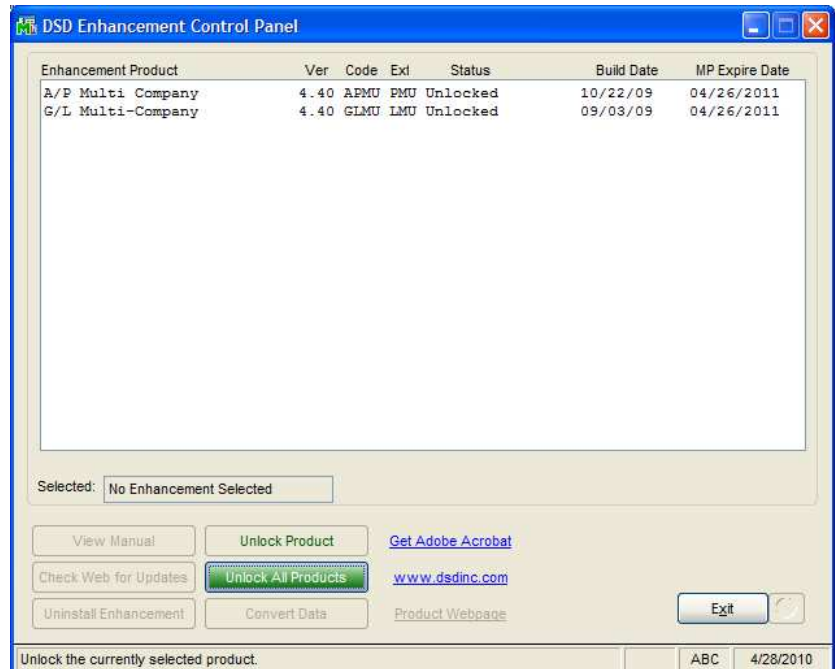 DSD Enhancement Control Panel
Enhancement Product Ver Code Ext Status Build Date MP Expire Date
A/P Multi Company 4.40 APMU PMU Unlocked 10/22/09 04/26/2011
G/L Multi-Company 4.40 GLMU LMU Unlocked 09/03/09 04/26/2011
Selected: No Enhancement Selected
View Manual Unlock Product Get Adobe Acrobat
Check Web for Updates Unlock All Products www.dsdinc.com
Uninstall Enhancement Convert Data Product Webpage Exit
Unlock the currently selected product. ABC 4/28/2010